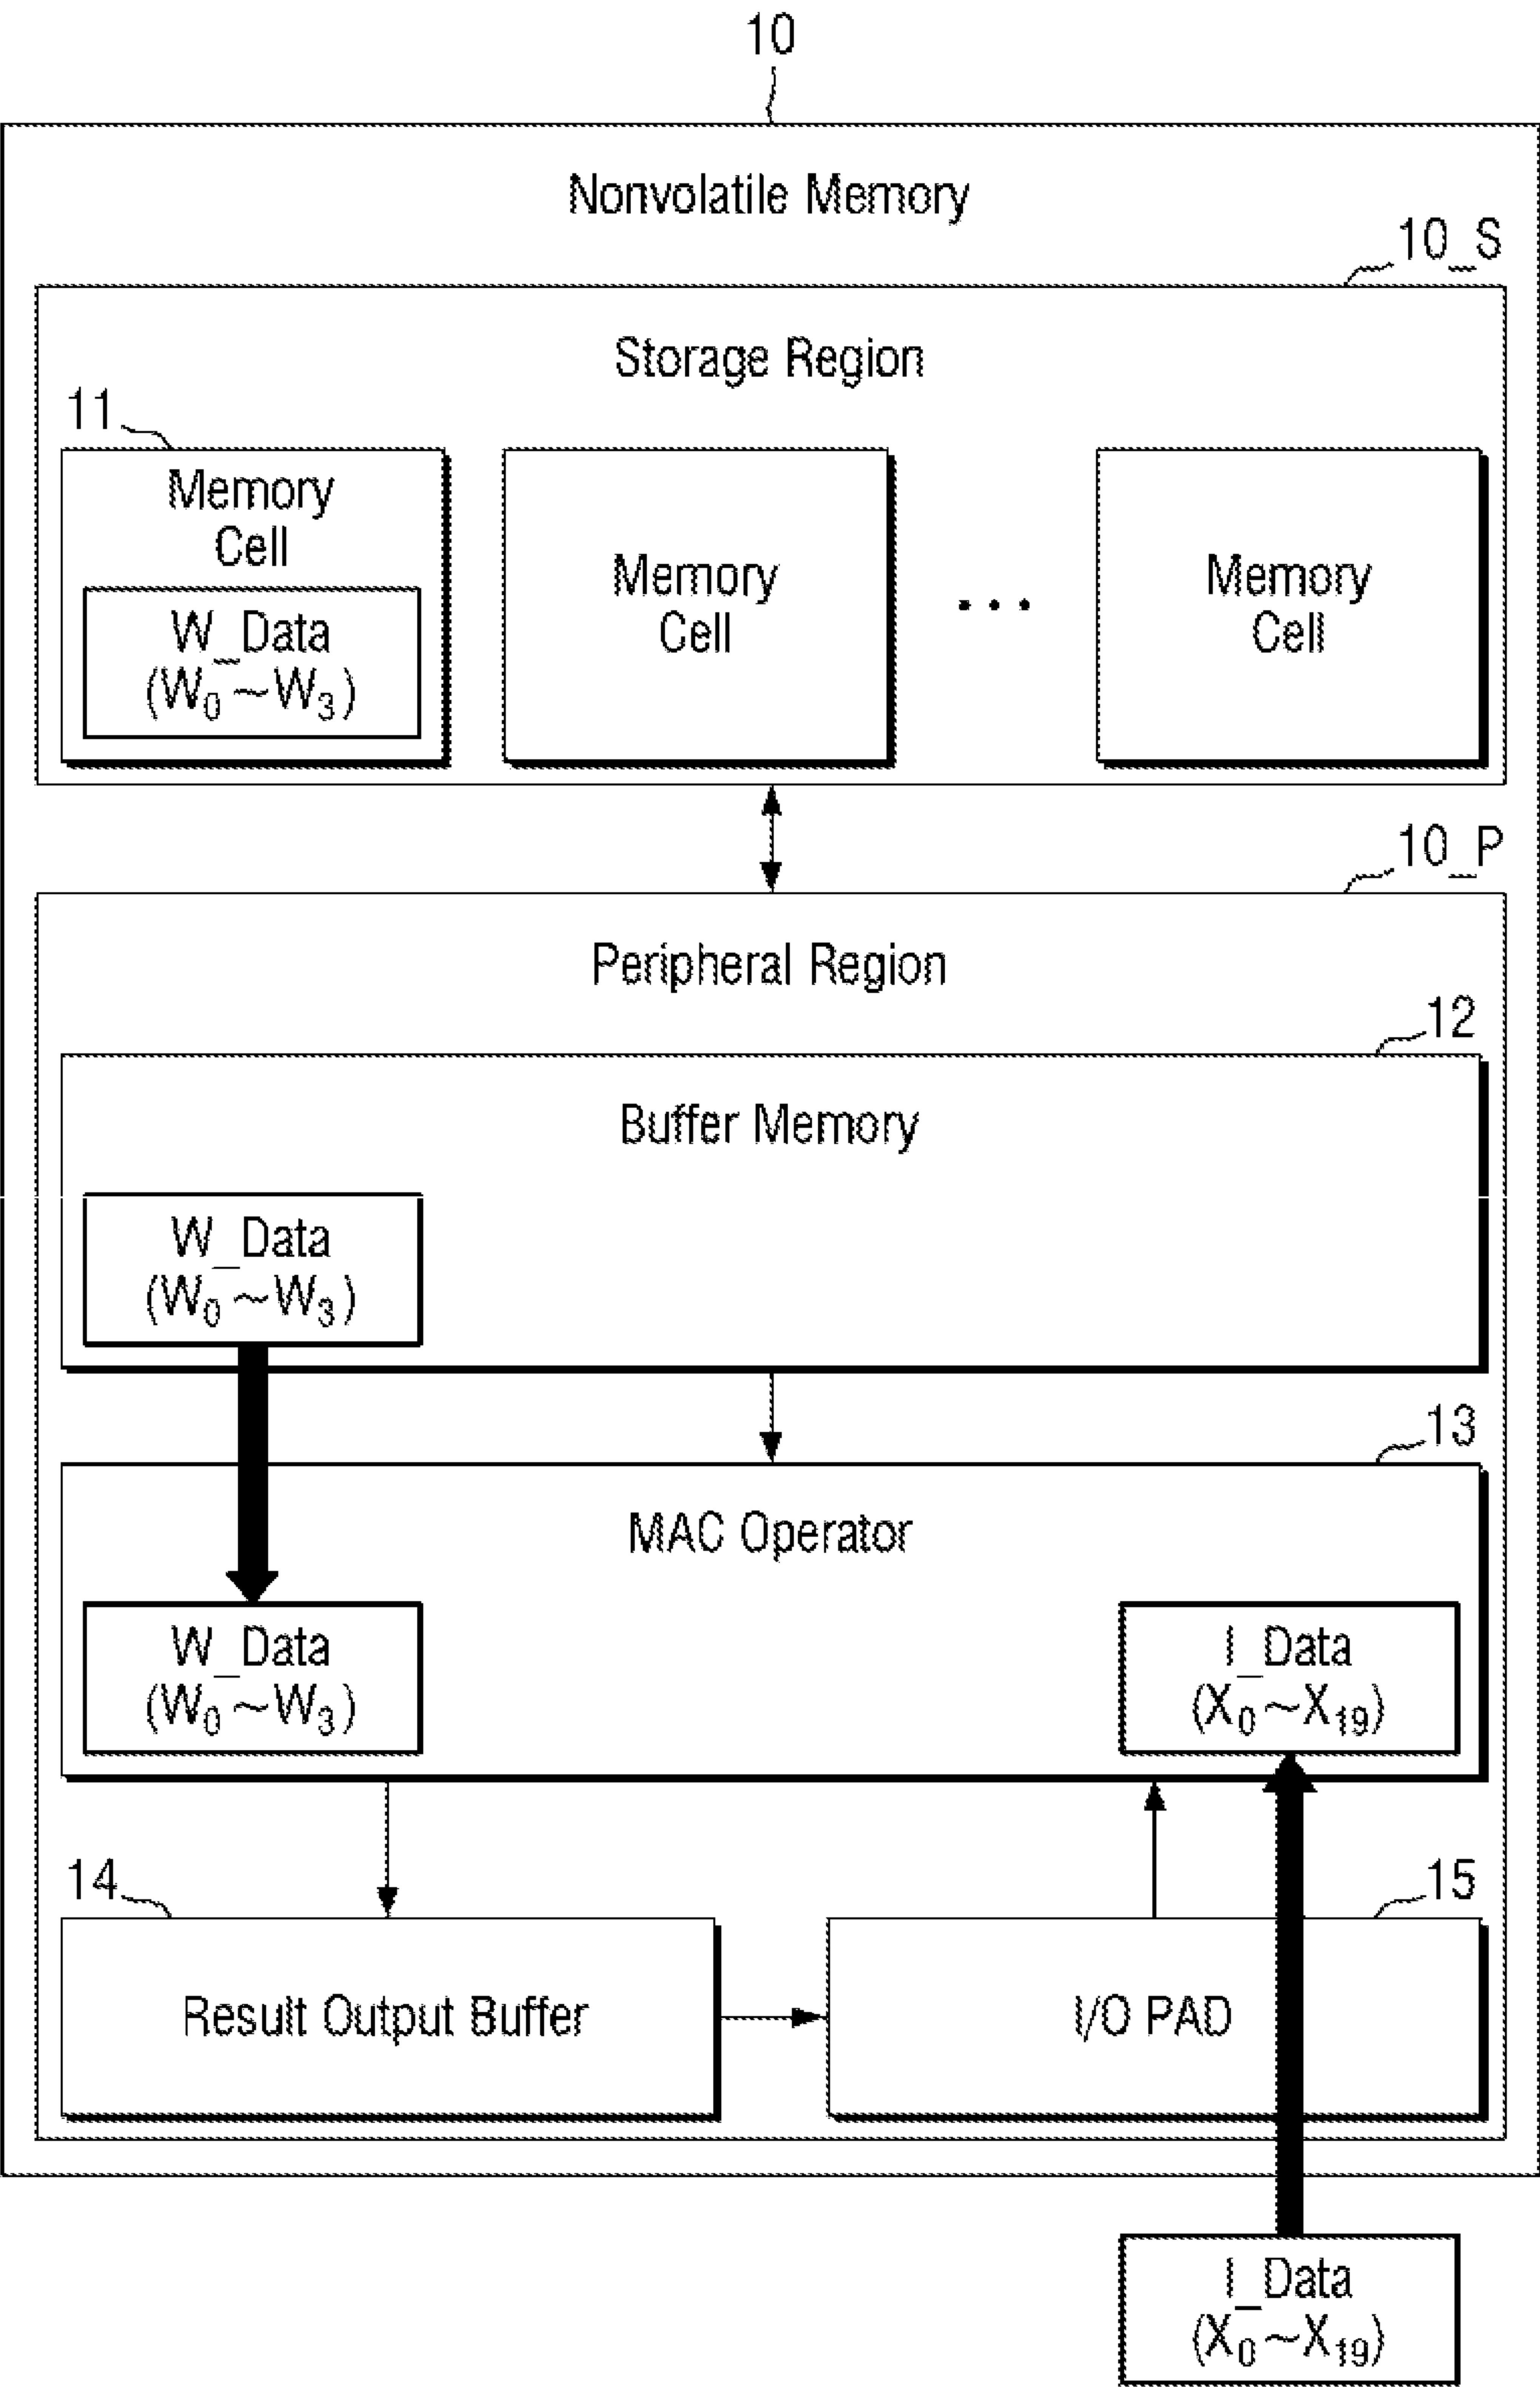 10
Nonvolatile Memory
10_S
Storage Region
11
Memory
Cell
W_Data
(W₀~W₃)
Memory
Cell
...
Memory
Cell
10_P
Peripheral Region
12
Buffer Memory
W_Data
(W₀~W₃)
13
MAC Operator
W_Data
(W₀~W₃)
I_Data
(X₀~X₁₉)
14
Result Output Buffer
15
I/O PAD
I_Data
(X₀~X₁₉)